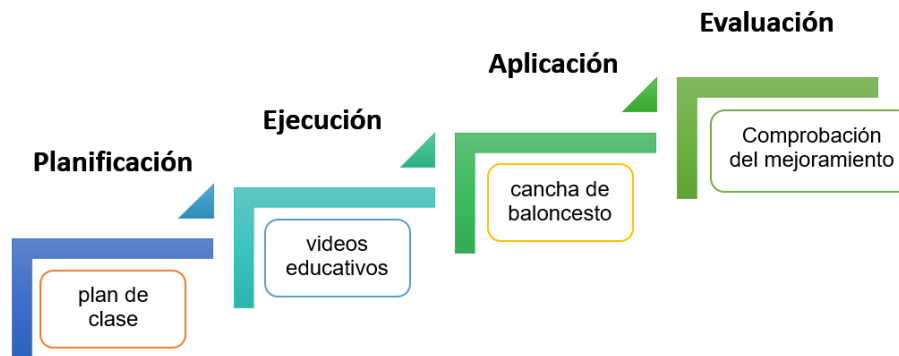 Planificación
plan de
clase
Ejecución
videos
educativos
Aplicación
cancha de
baloncesto
Evaluación
Comprobación
del mejoramiento